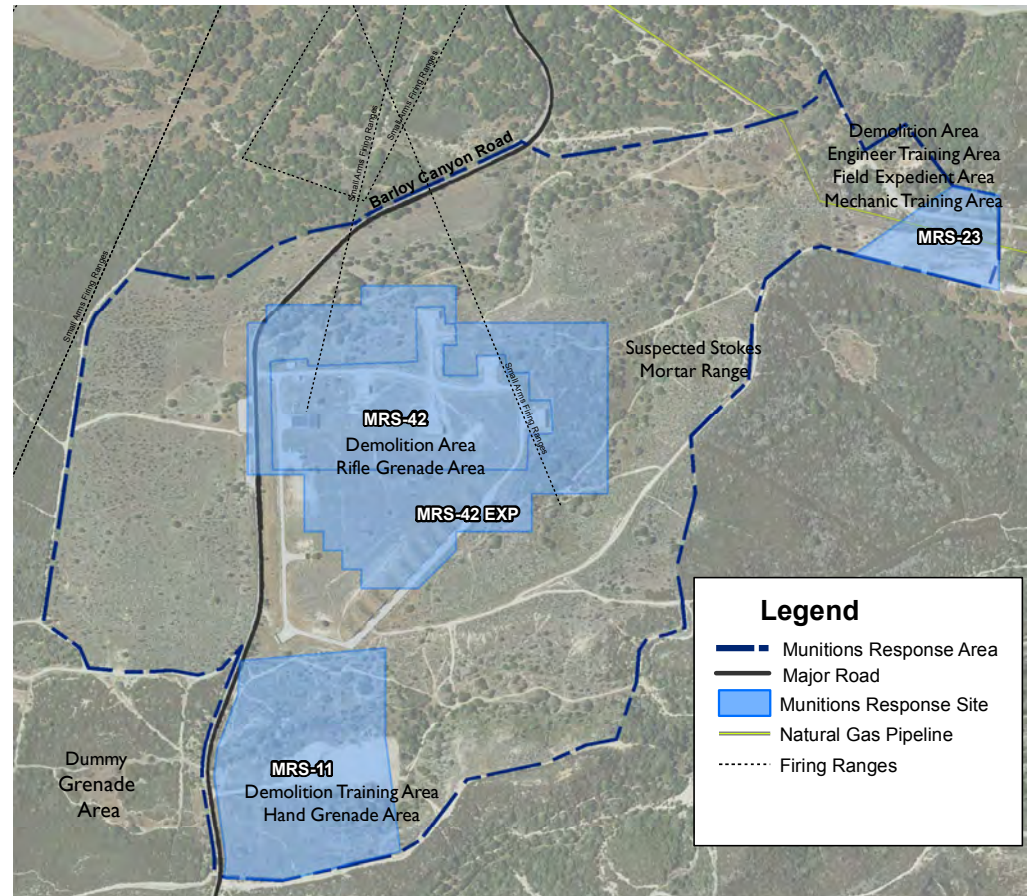 Small Arms Firing Ranges
Small Arms Firing Ranges
Small Arms Firing Ranges
Barloy Canyon Road
Demolition Area
Engineer Training Area
Field Expedient Area
Mechanic Training Area
MRS-23
Suspected Stokes
Mortar Range
Small Arms Firing Ranges
MRS-42
Demolition Area
Rifle Grenade Area
MRS-42 EXP
Dummy
Grenade
Area
MRS-11
Demolition Training Area
Hand Grenade Area
Legend
Munitions Response Area
Major Road
Munitions Response Site
Natural Gas Pipeline
Firing Ranges